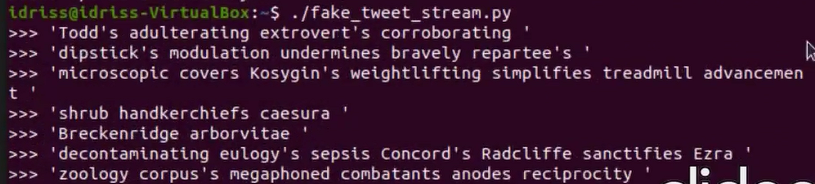 idriss@idriss-VirtualBox:~$ ./fake_tweet_stream.py
>>> 'Todd's adulterating extrovert's corroborating '
>>> 'dipstick's modulation undermines bravely repartee's '
>>> 'microscopic covers Kosygin's weightlifting simplifies treadmill advancemen
t '
>>> 'shrub handkerchiefs caesura '
>>> 'Breckenridge arborvitae '
>>> 'decontaminating eulogy's sepsis Concord's Radcliffe sanctifies Ezra '
>>> 'zoology corpus's megaphoned combatants anodes reciprocity '